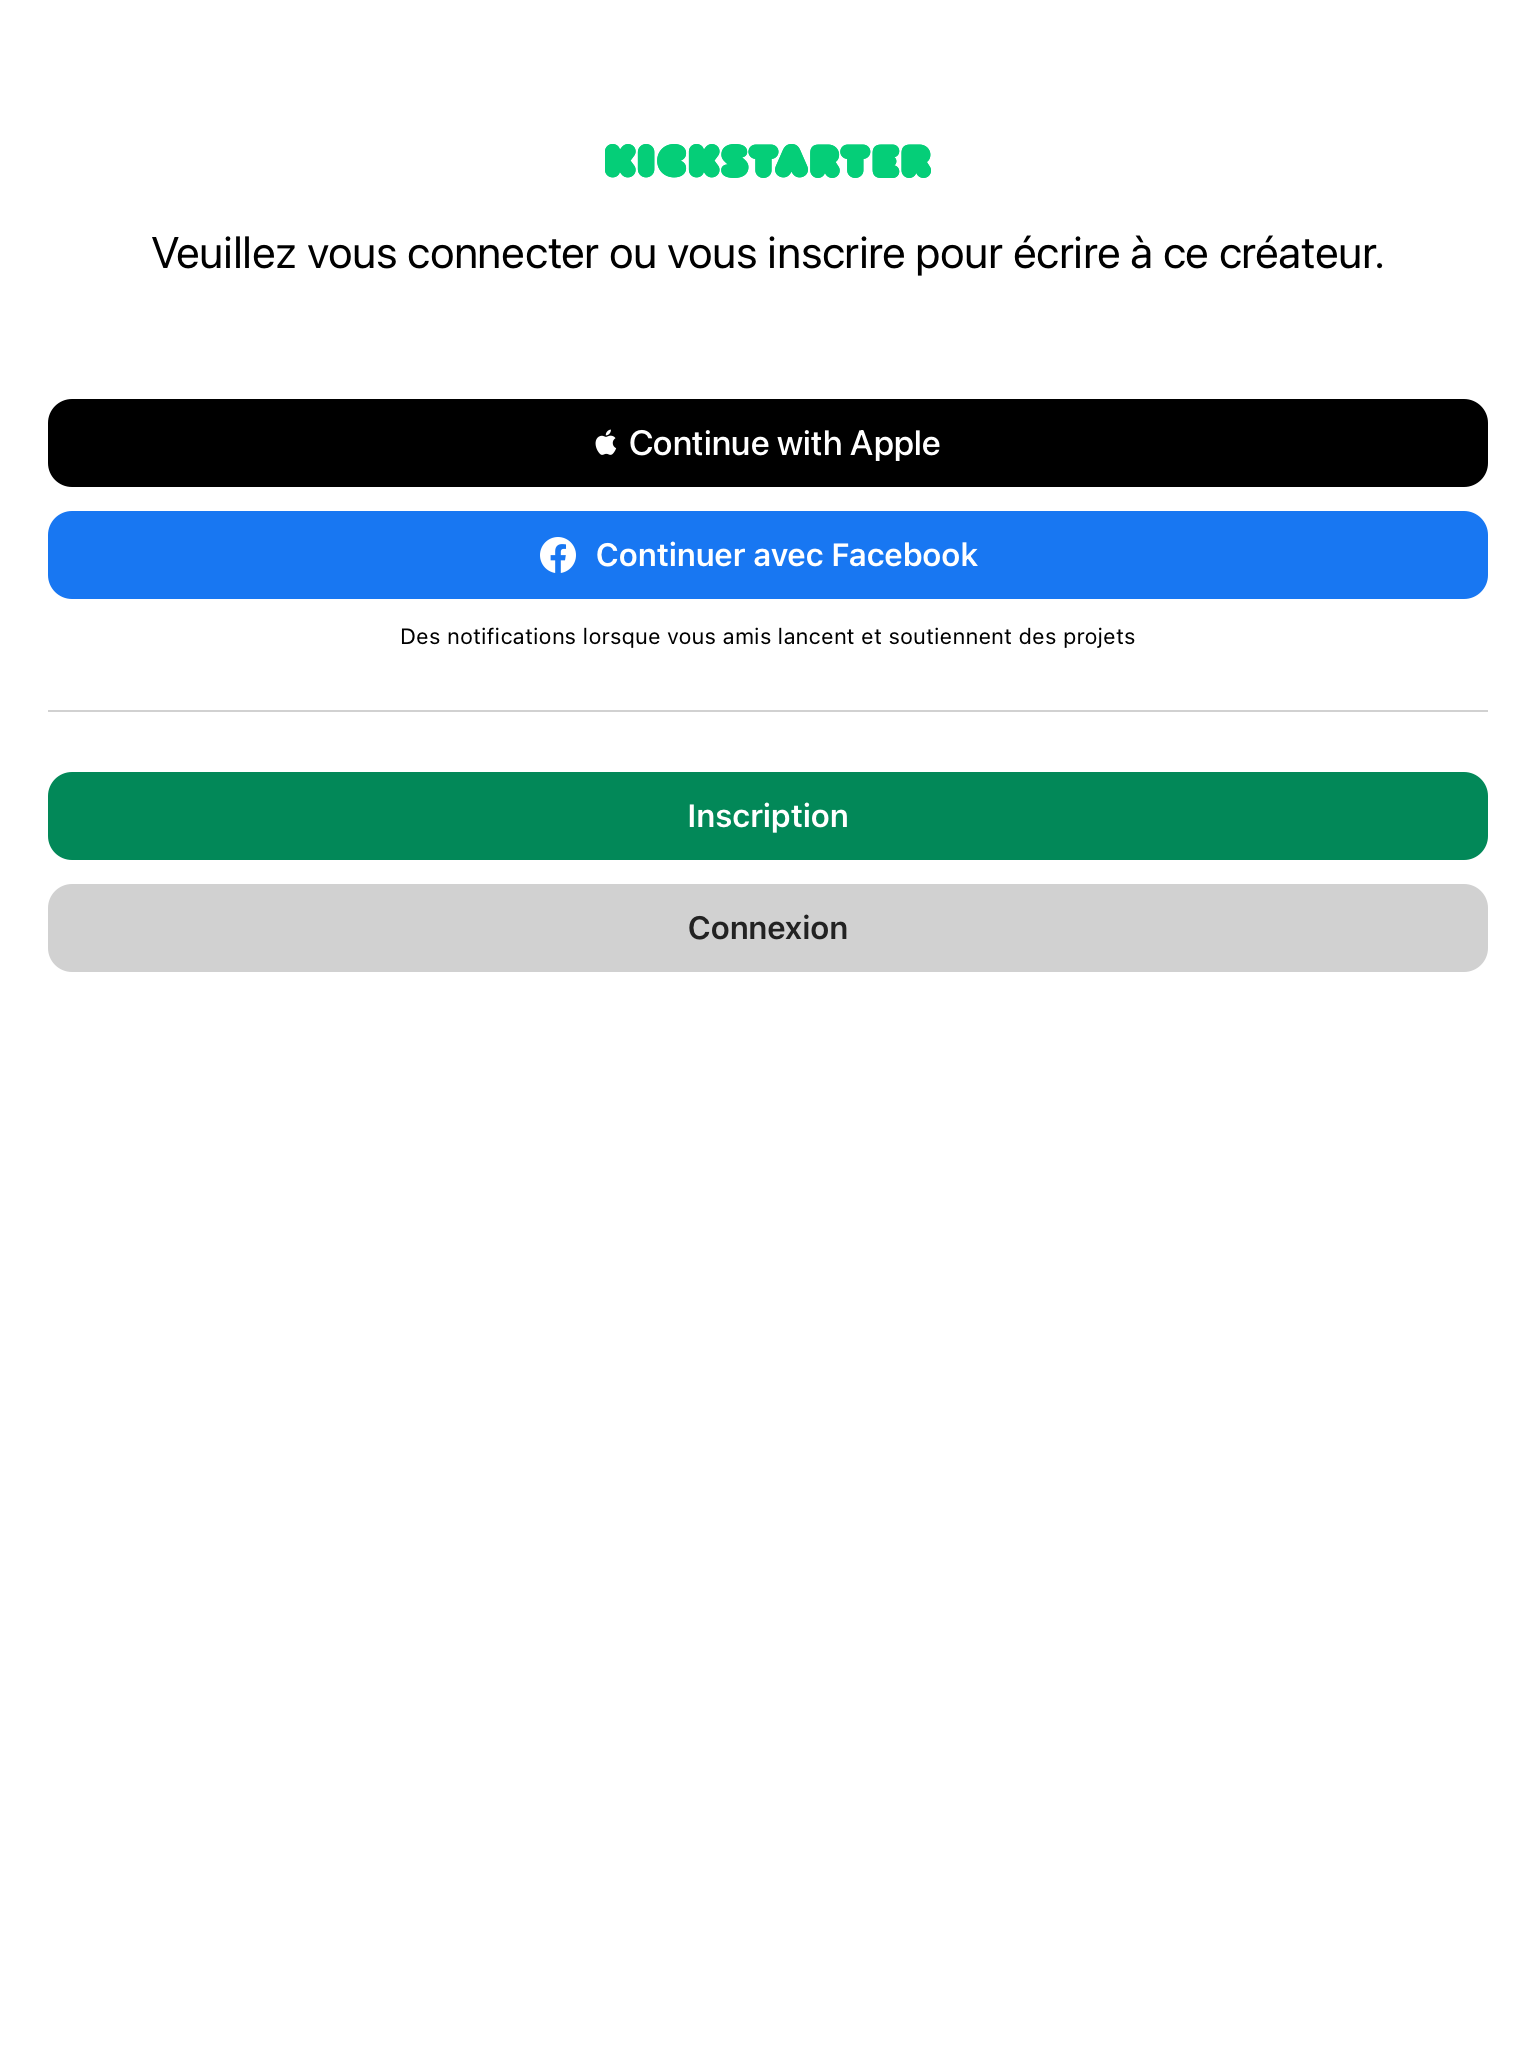 KICKSTARTER
Veuillez vous connecter ou vous inscrire pour écrire à ce créateur.
Continue with Apple
Continuer avec Facebook
Des notifications lorsque vous amis lancent et soutiennent des projets
Inscription
Connexion